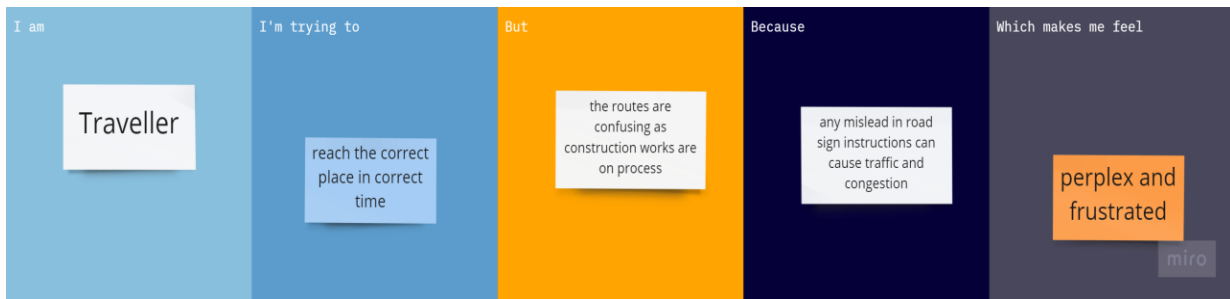 I am
Traveller
I'm trying to
reach the correct
place in correct
time
But
the routes are
confusing as
construction works are
on process
Because
any mislead in road
sign instructions can
cause traffic and
congestion
Which makes me feel
perplex and
frustrated
miro